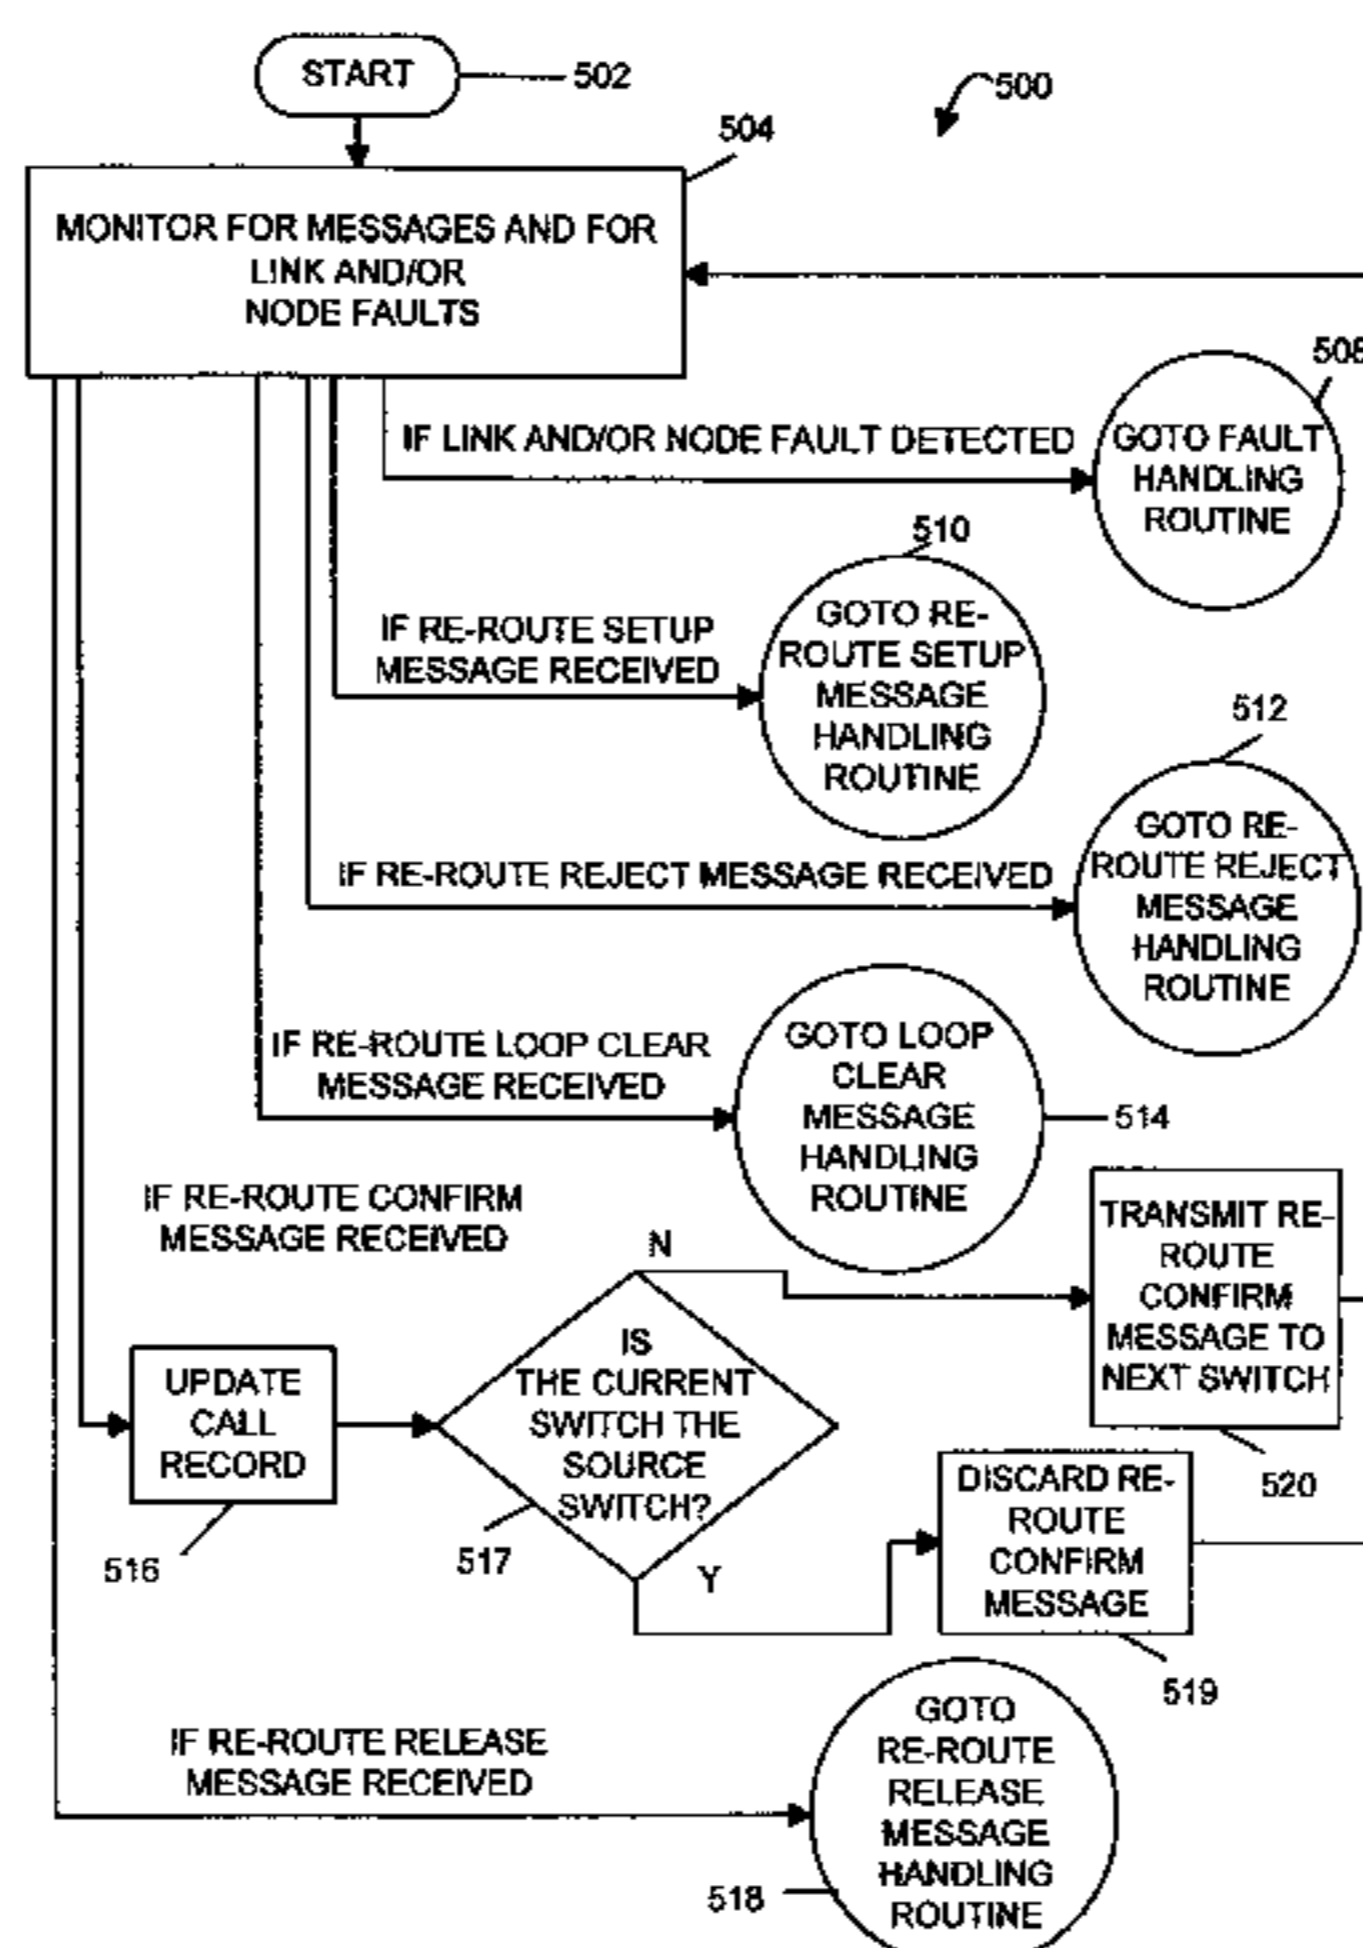 START
502
500
504
MONITOR FOR MESSAGES AND FOR
LINK AND/OR
NODE FAULTS
508
IF LINK AND/OR NODE FAULT DETECTED
GOTO FAULT
HANDLING
ROUTINE
510
IF RE-ROUTE SETUP
MESSAGE RECEIVED
GOTO RE-
ROUTE SETUP
MESSAGE
HANDLING
ROUTINE
512
IF RE-ROUTE REJECT MESSAGE RECEIVED
GOTO RE-
ROUTE REJECT
MESSAGE
HANDLING
ROUTINE
IF RE-ROUTE LOOP CLEAR
MESSAGE RECEIVED
GOTO LOOP
CLEAR
MESSAGE
HANDLING
ROUTINE
514
IF RE-ROUTE CONFIRM
MESSAGE RECEIVED
N
TRANSMIT RE-
ROUTE
CONFIRM
MESSAGE TO
NEXT SWITCH
520
UPDATE
CALL
RECORD
516
IS
THE CURRENT
SWITCH THE
SOURCE
SWITCH?
517
Y
DISCARD RE-
ROUTE
CONFIRM
MESSAGE
519
IF RE-ROUTE RELEASE
MESSAGE RECEIVED
GOTO
RE-ROUTE
RELEASE
MESSAGE
HANDLING
ROUTINE
518